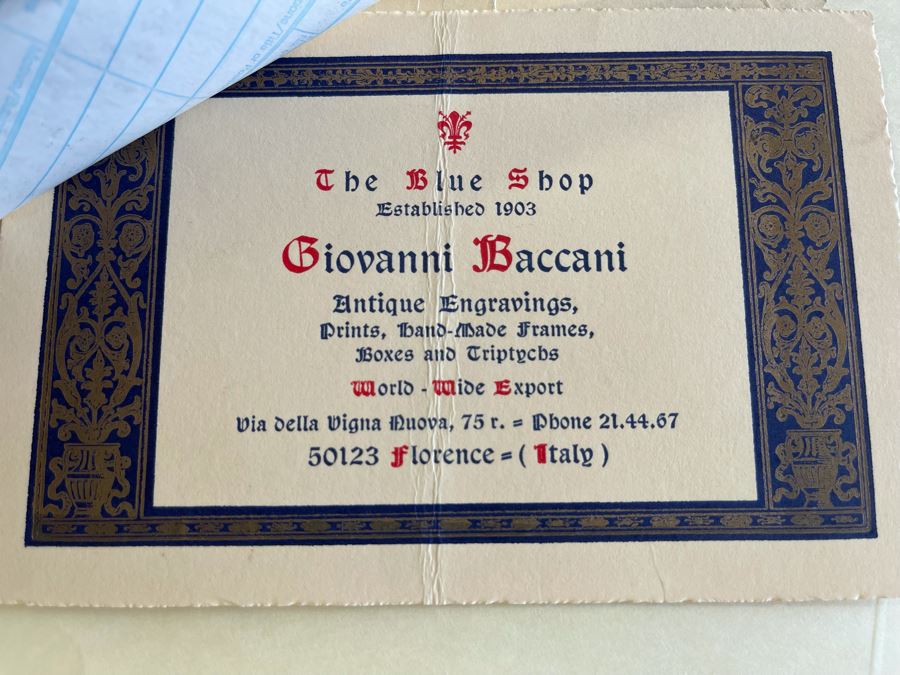 The Blue Shop
Established 1903
Giovanni Baccani
Antique Engravings,
Prints, Hand-Made Frames,
Boxes and Triptychs
World - Wide Export
Via della Vigna Nuova, 75 r. = Phone 21.44.67
50123 Florence = ( Italy )